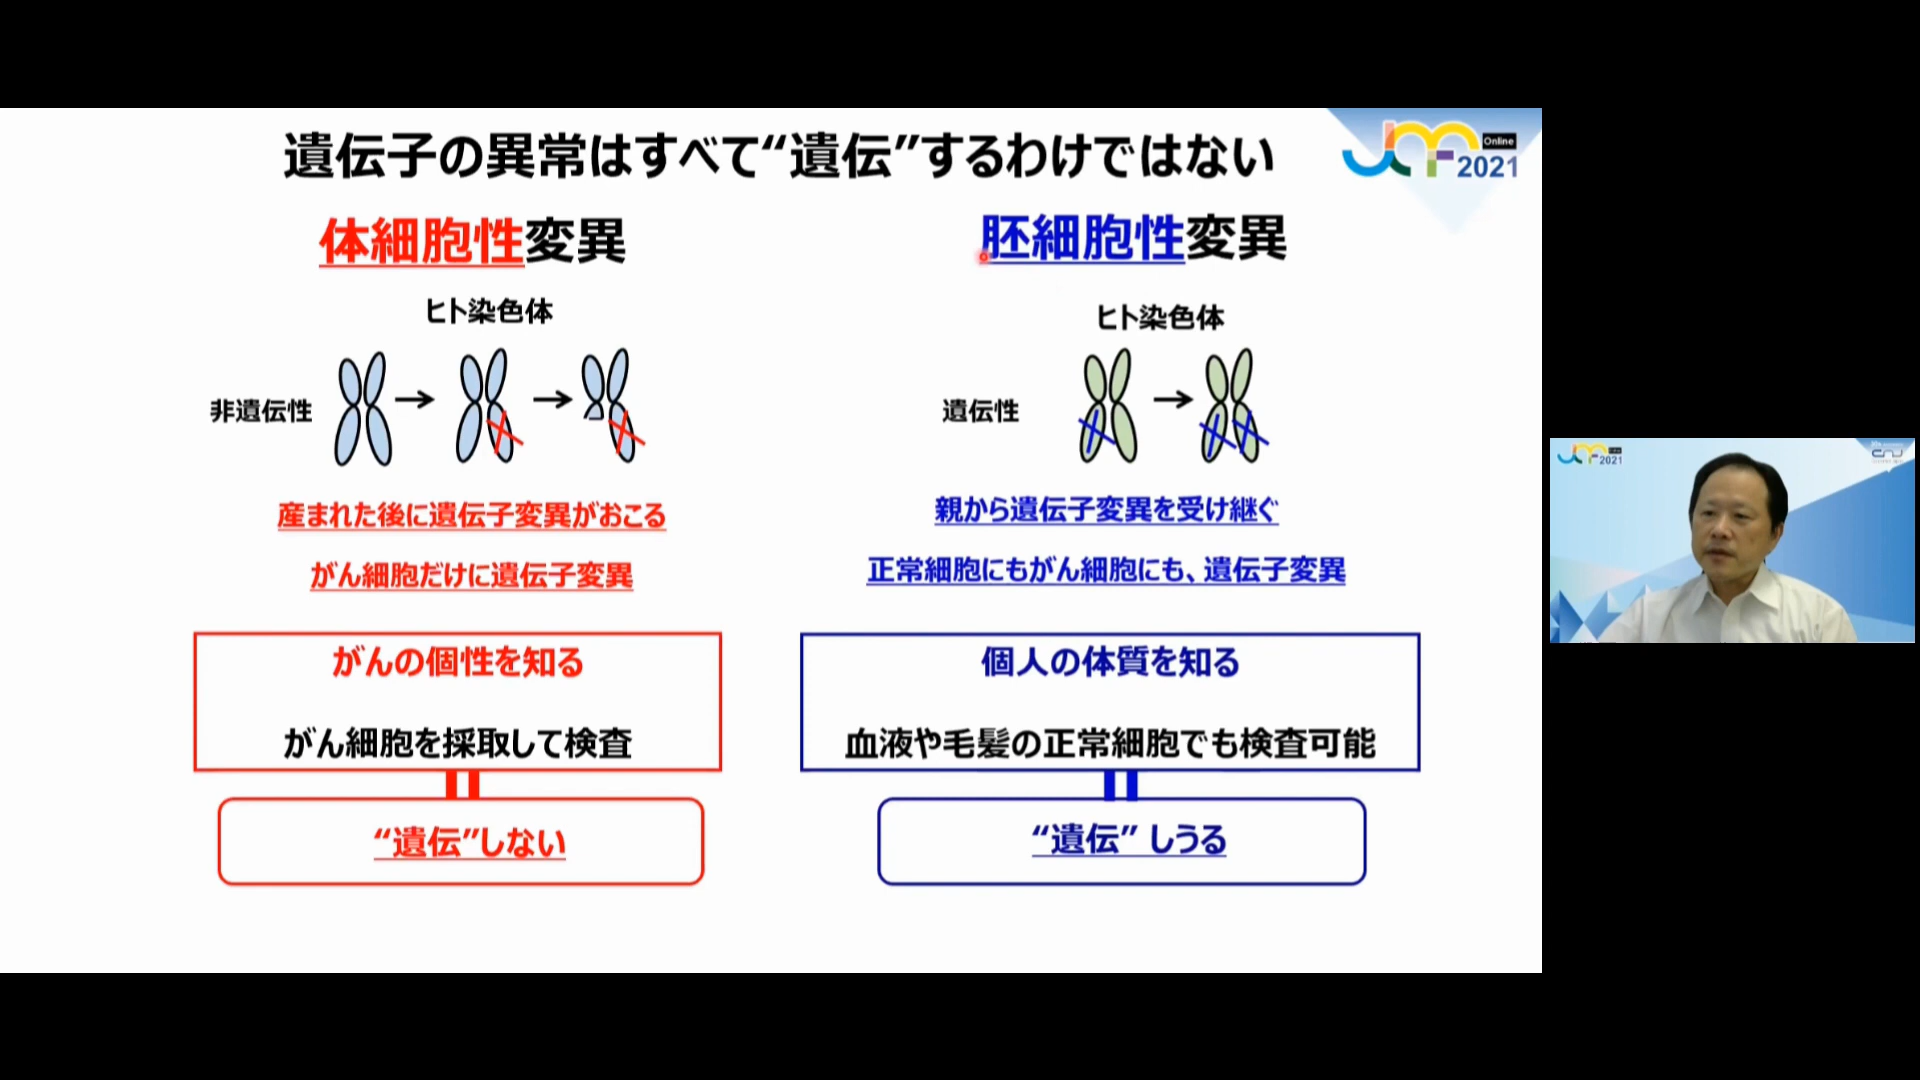 遺伝子の異常はすべて“遺伝”するわけではない
Online
2021
体細胞性変異
ヒト染色体
非遺伝性
産まれた後に遺伝子変異がおこる
がん細胞だけに遺伝子変異
がんの個性を知る
がん細胞を採取して検査
“遺伝”しない
胚細胞性変異
ヒト染色体
遺伝性
親から遺伝子変異を受け継ぐ
正常細胞にもがん細胞にも、遺伝子変異
個人の体質を知る
血液や毛髪の正常細胞でも検査可能
“遺伝” しうる
2021